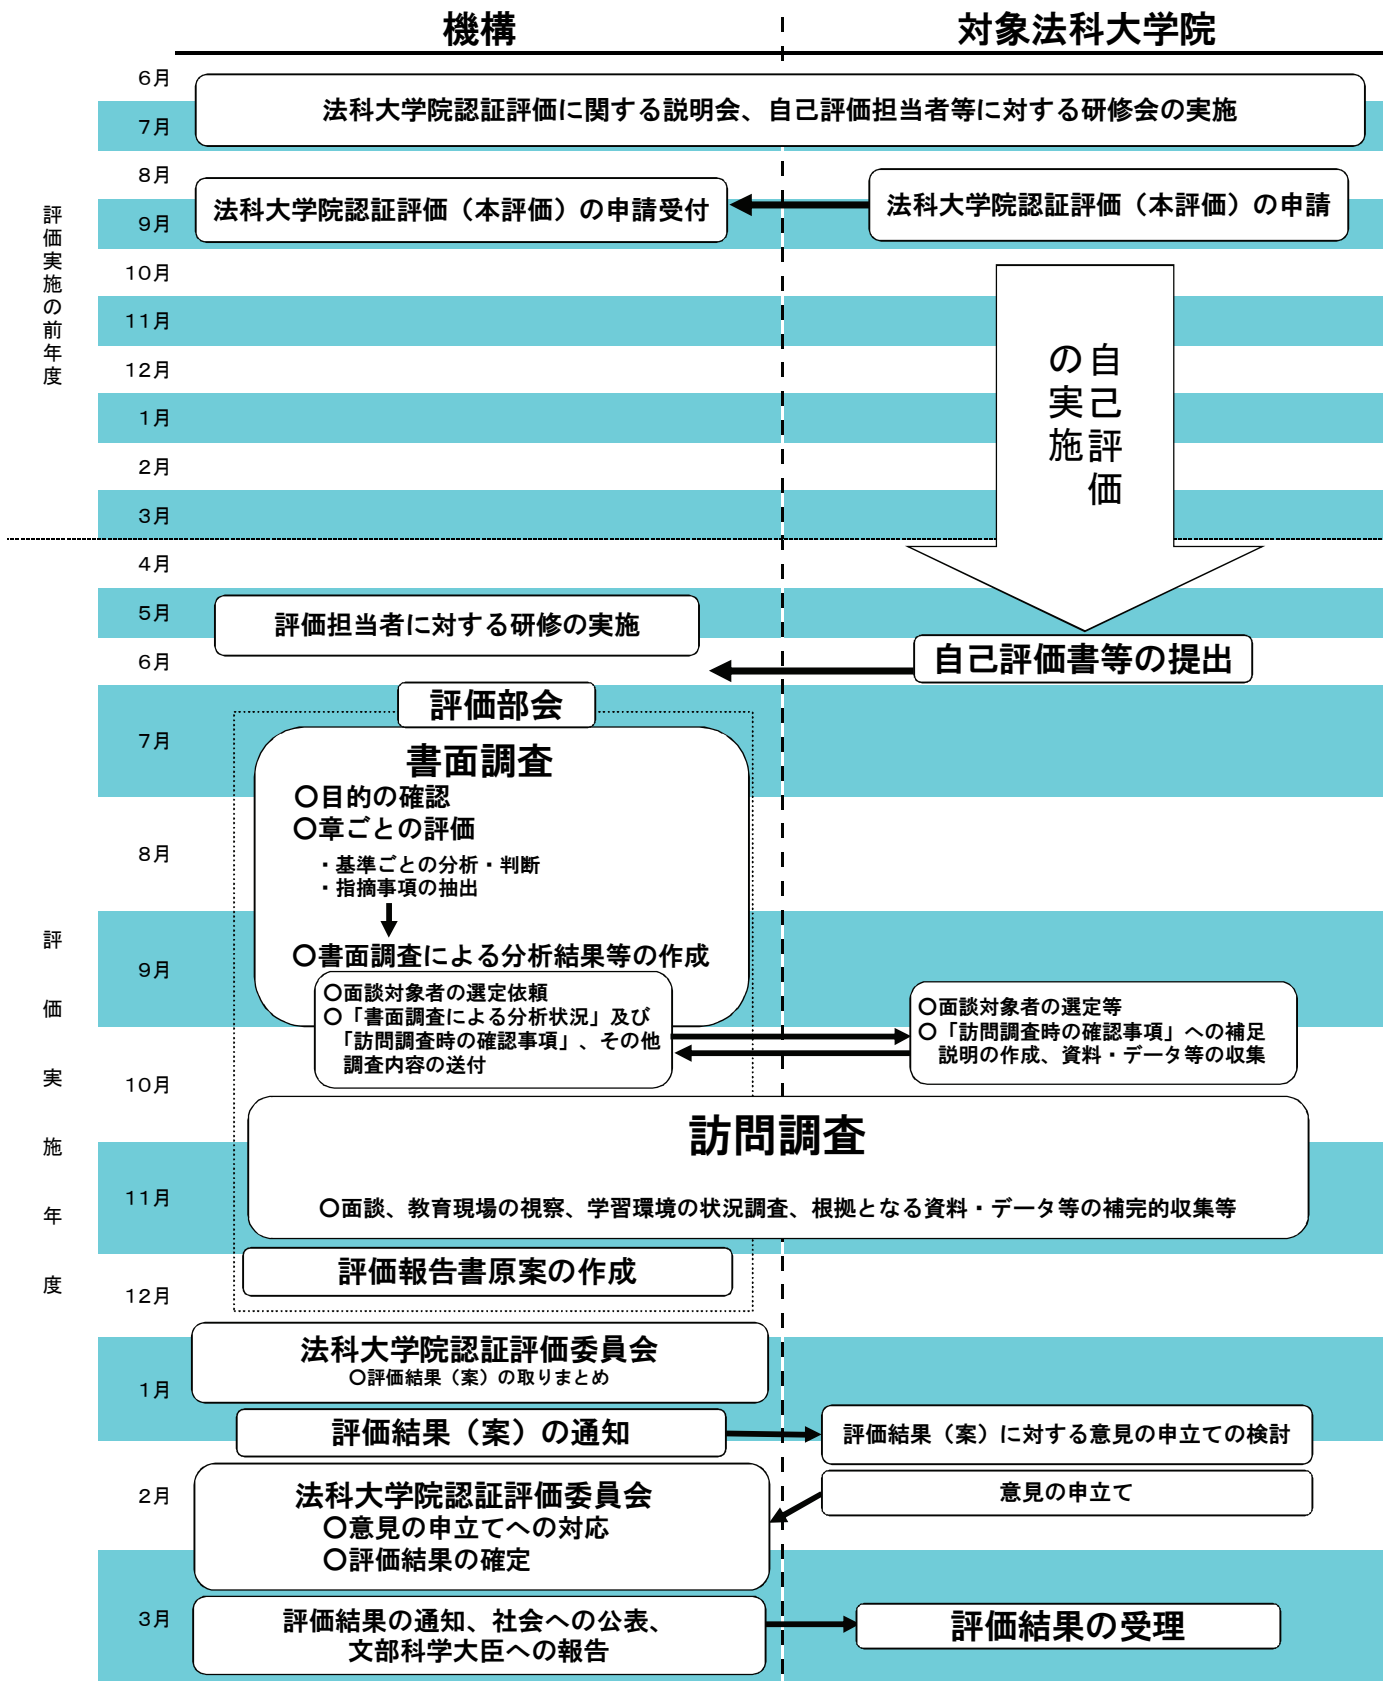 機構
対象法科大学院
評価実施の前年度
6月
法科大学院認証評価に関する説明会、自己評価担当者等に対する研修会の実施
7月
8月
法科大学院認証評価（本評価）の申請受付
法科大学院認証評価（本評価）の申請
9月
10月
11月
12月
自己評価
の実施
1月
2月
3月
評価実施年度
4月
5月
評価担当者に対する研修の実施
6月
自己評価書等の提出
評価部会
7月
書面調査
〇目的の確認
〇章ごとの評価
・基準ごとの分析・判断
・指摘事項の抽出
8月
〇書面調査による分析結果等の作成
9月
〇面談対象者の選定依頼
〇「書面調査による分析状況」及び
「訪問調査時の確認事項」、その他
調査内容の送付
〇面談対象者の選定等
〇「訪問調査時の確認事項」への補足
説明の作成、資料・データ等の収集
10月
訪問調査
11月
〇面談、教育現場の視察、学習環境の状況調査、根拠となる資料・データ等の補完的収集等
評価報告書原案の作成
12月
法科大学院認証評価委員会
〇評価結果（案）の取りまとめ
1月
評価結果（案）の通知
評価結果（案）に対する意見の申立ての検討
2月
法科大学院認証評価委員会
〇意見の申立てへの対応
〇評価結果の確定
意見の申立て
3月
評価結果の通知、社会への公表、
文部科学大臣への報告
評価結果の受理